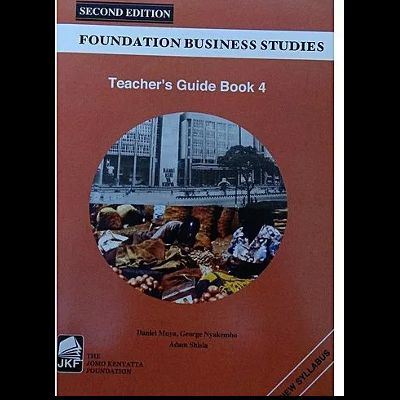 SECOND EDITION
FOUNDATION BUSINESS STUDIES
Teacher's Guide Book 4
Daniel Muya, George Nyakembo
Adam Shisia
JKF
THE
JOMO KENYATTA
FOUNDATION
NEW SYLLABUS